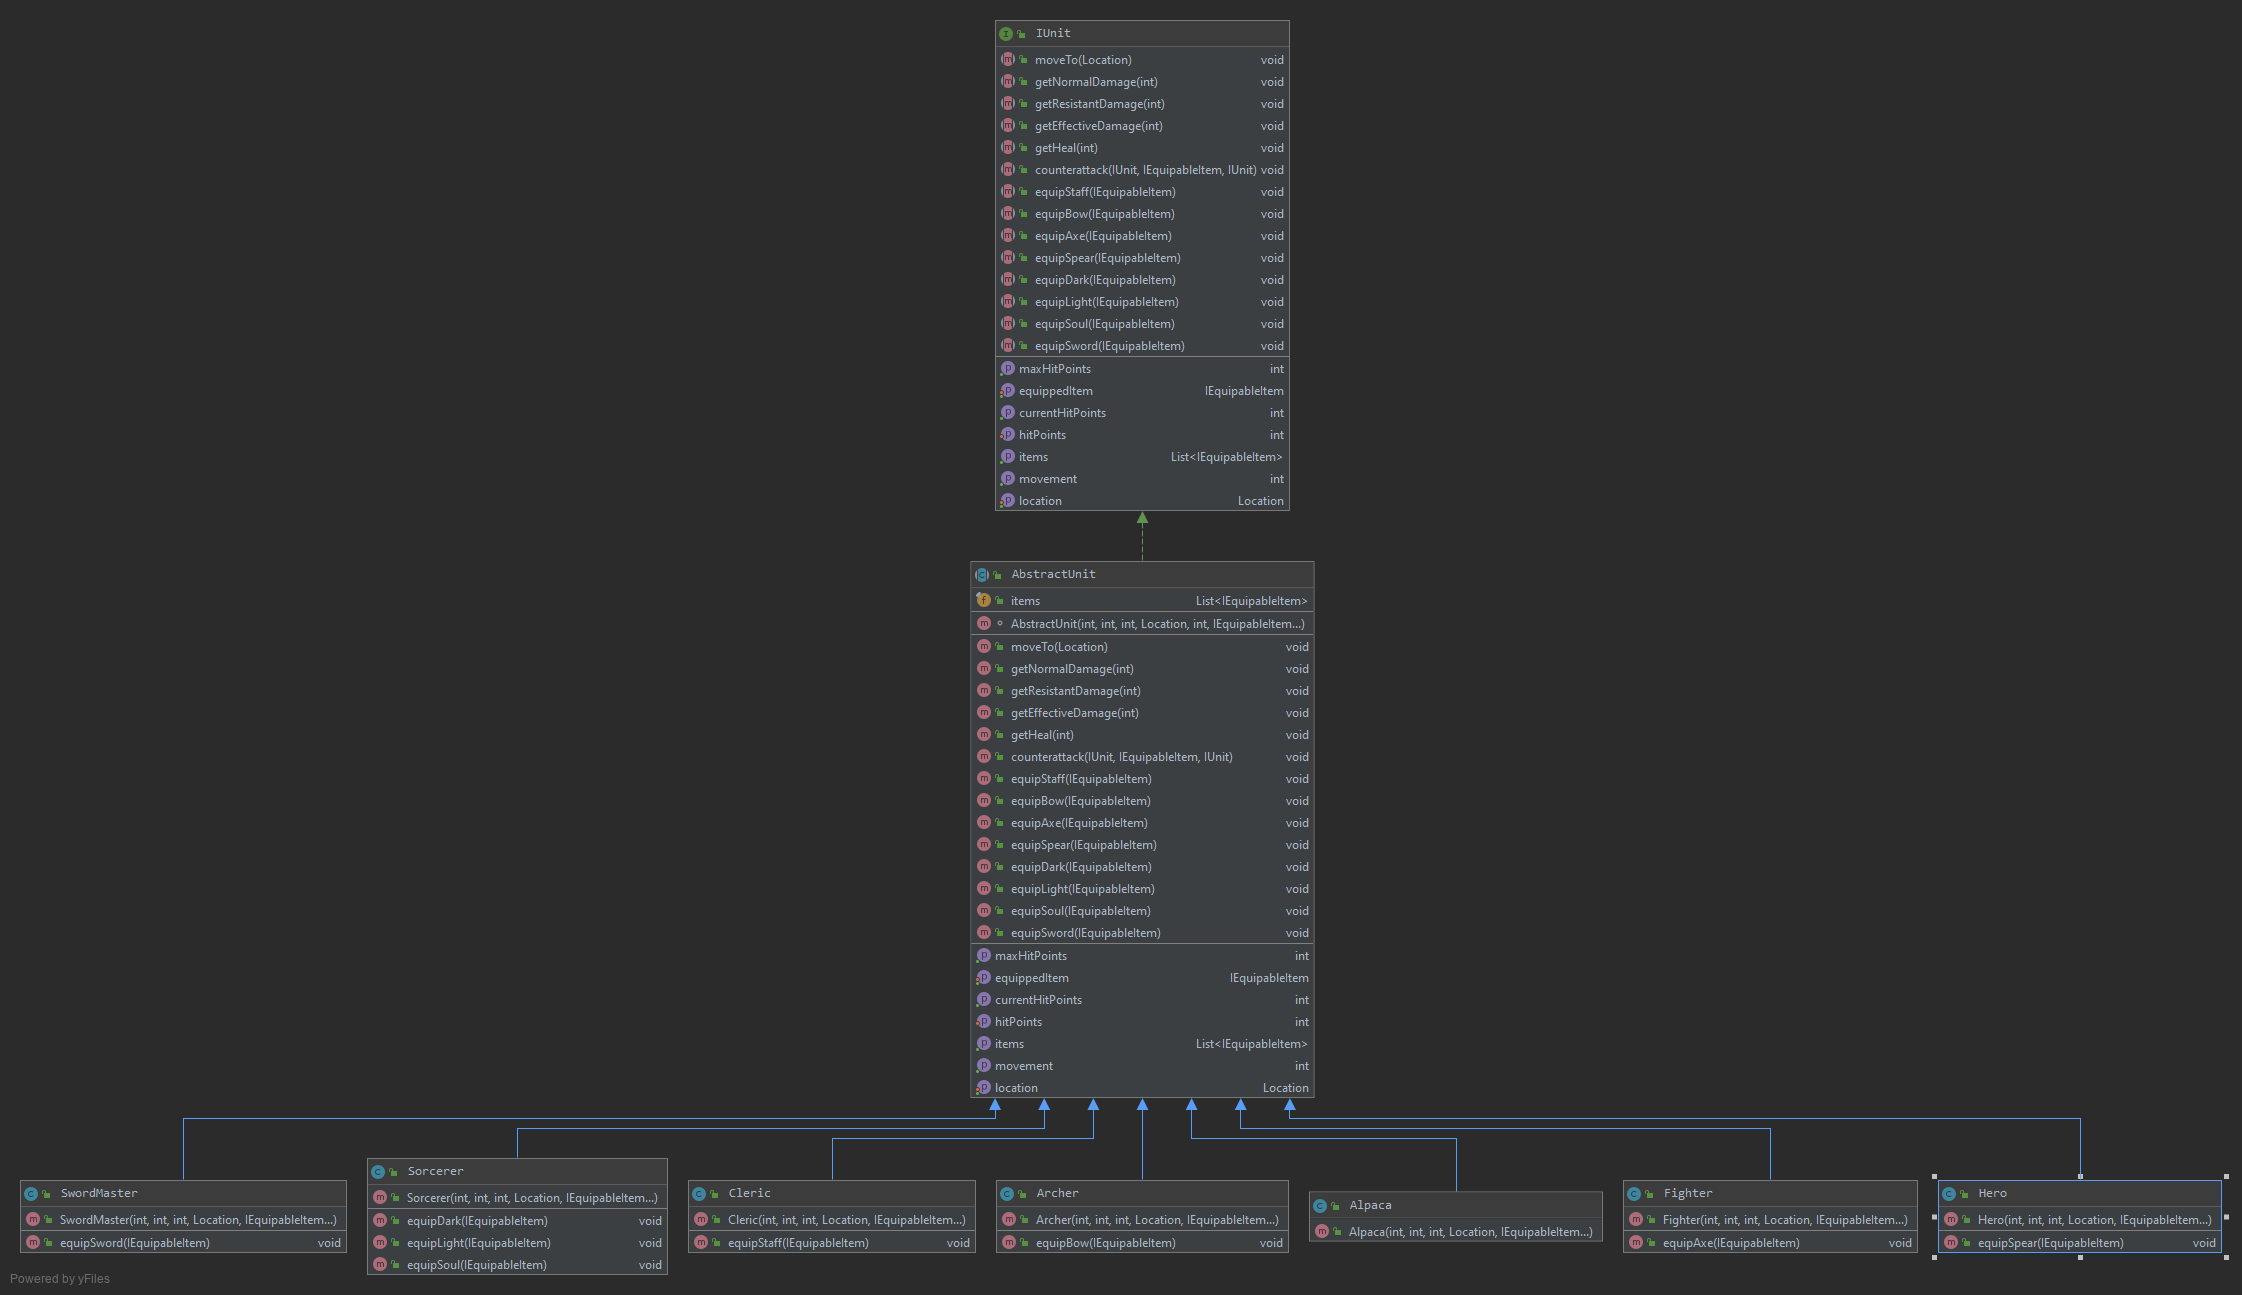 IUnit
moveTo(Location) void
getNormalDamage(int) void
getResistantDamage(int) void
getEffectiveDamage(int) void
getHeal(int) void
counterattack(IUnit, IEquipableItem, IUnit) void
equipStaff(IEquipableItem) void
equipBow(IEquipableItem) void
equipAxe(IEquipableItem) void
equipSpear(IEquipableItem) void
equipDark(IEquipableItem) void
equipLight(IEquipableItem) void
equipSoul(IEquipableItem) void
equipSword(IEquipableItem) void
maxHitPoints int
equippedItem IEquipableItem
currentHitPoints int
hitPoints int
items List<IEquipableItem>
movement int
location Location
AbstractUnit
items List<IEquipableItem>
AbstractUnit(int, int, int, Location, int, IEquipableItem...)
moveTo(Location) void
getNormalDamage(int) void
getResistantDamage(int) void
getEffectiveDamage(int) void
getHeal(int) void
counterattack(IUnit, IEquipableItem, IUnit) void
equipStaff(IEquipableItem) void
equipBow(IEquipableItem) void
equipAxe(IEquipableItem) void
equipSpear(IEquipableItem) void
equipDark(IEquipableItem) void
equipLight(IEquipableItem) void
equipSoul(IEquipableItem) void
equipSword(IEquipableItem) void
maxHitPoints int
equippedItem IEquipableItem
currentHitPoints int
hitPoints int
items List<IEquipableItem>
movement int
location Location
SwordMaster
SwordMaster(int, int, int, Location, IEquipableItem...)
equipSword(IEquipableItem) void
Sorcerer
Sorcerer(int, int, int, Location, IEquipableItem...)
equipDark(IEquipableItem) void
equipLight(IEquipableItem) void
equipSoul(IEquipableItem) void
Cleric
Cleric(int, int, int, Location, IEquipableItem...)
equipStaff(IEquipableItem) void
Archer
Archer(int, int, int, Location, IEquipableItem...)
equipBow(IEquipableItem) void
Alpaca
Alpaca(int, int, int, Location, IEquipableItem...)
Fighter
Fighter(int, int, int, Location, IEquipableItem...)
equipAxe(IEquipableItem) void
Hero
Hero(int, int, int, Location, IEquipableItem...)
equipSpear(IEquipableItem) void
Powered by yFiles